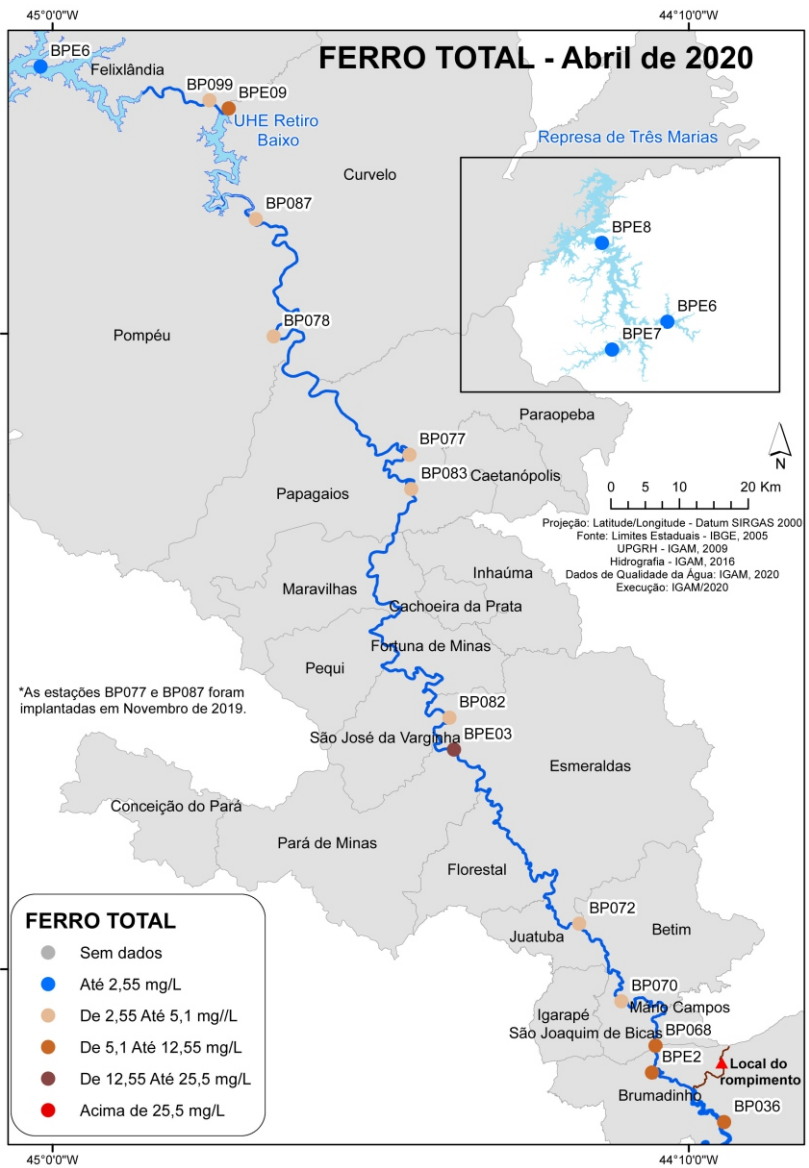 45°0'0"W
44°10'0"W
FERRO TOTAL - Abril de 2020
BPE6
Felixlândia
BP099
BPE09
UHE Retiro
Baixo
Represa de Três Marias
Curvelo
BP087
BPE8
BPE6
BPE7
BP078
Pompéu
Paraopeba
BP077
BP083
Caetanópolis
Papagaios
N
0 5 10 20 Km
Projeção: Latitude/Longitude - Datum SIRGAS 2000
Fonte: Limites Estaduais - IBGE, 2005
UPGRH - IGAM, 2009
Hidrografia - IGAM, 2016
Dados de Qualidade da Água: IGAM, 2020
Execução: IGAM/2020
Inhaúma
Maravilhas
Cachoeira da Prata
Fortuna de Minas
Pequi
*As estações BP077 e BP087 foram
implantadas em Novembro de 2019.
BP082
São José da Varginha
BPE03
Esmeraldas
Conceição do Pará
Pará de Minas
Florestal
BP072
Juatuba
Betim
BP070
Mário Campos
Igarapé
São Joaquim de Bicas
BP068
BPE2
Local do
rompimento
Brumadinho
BP036
FERRO TOTAL
Sem dados
Até 2,55 mg/L
De 2,55 Até 5,1 mg//L
De 5,1 Até 12,55 mg/L
De 12,55 Até 25,5 mg/L
Acima de 25,5 mg/L
45°0'0"W
44°10'0"W